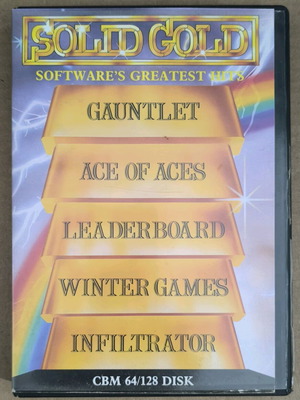 SOLID GOLD
SOFTWARE'S GREATEST HITS
GAUNTLET
ACE OF ACES
LEADERBOARD
WINTER GAMES
INFILTRATOR
CBM 64/128 DISK